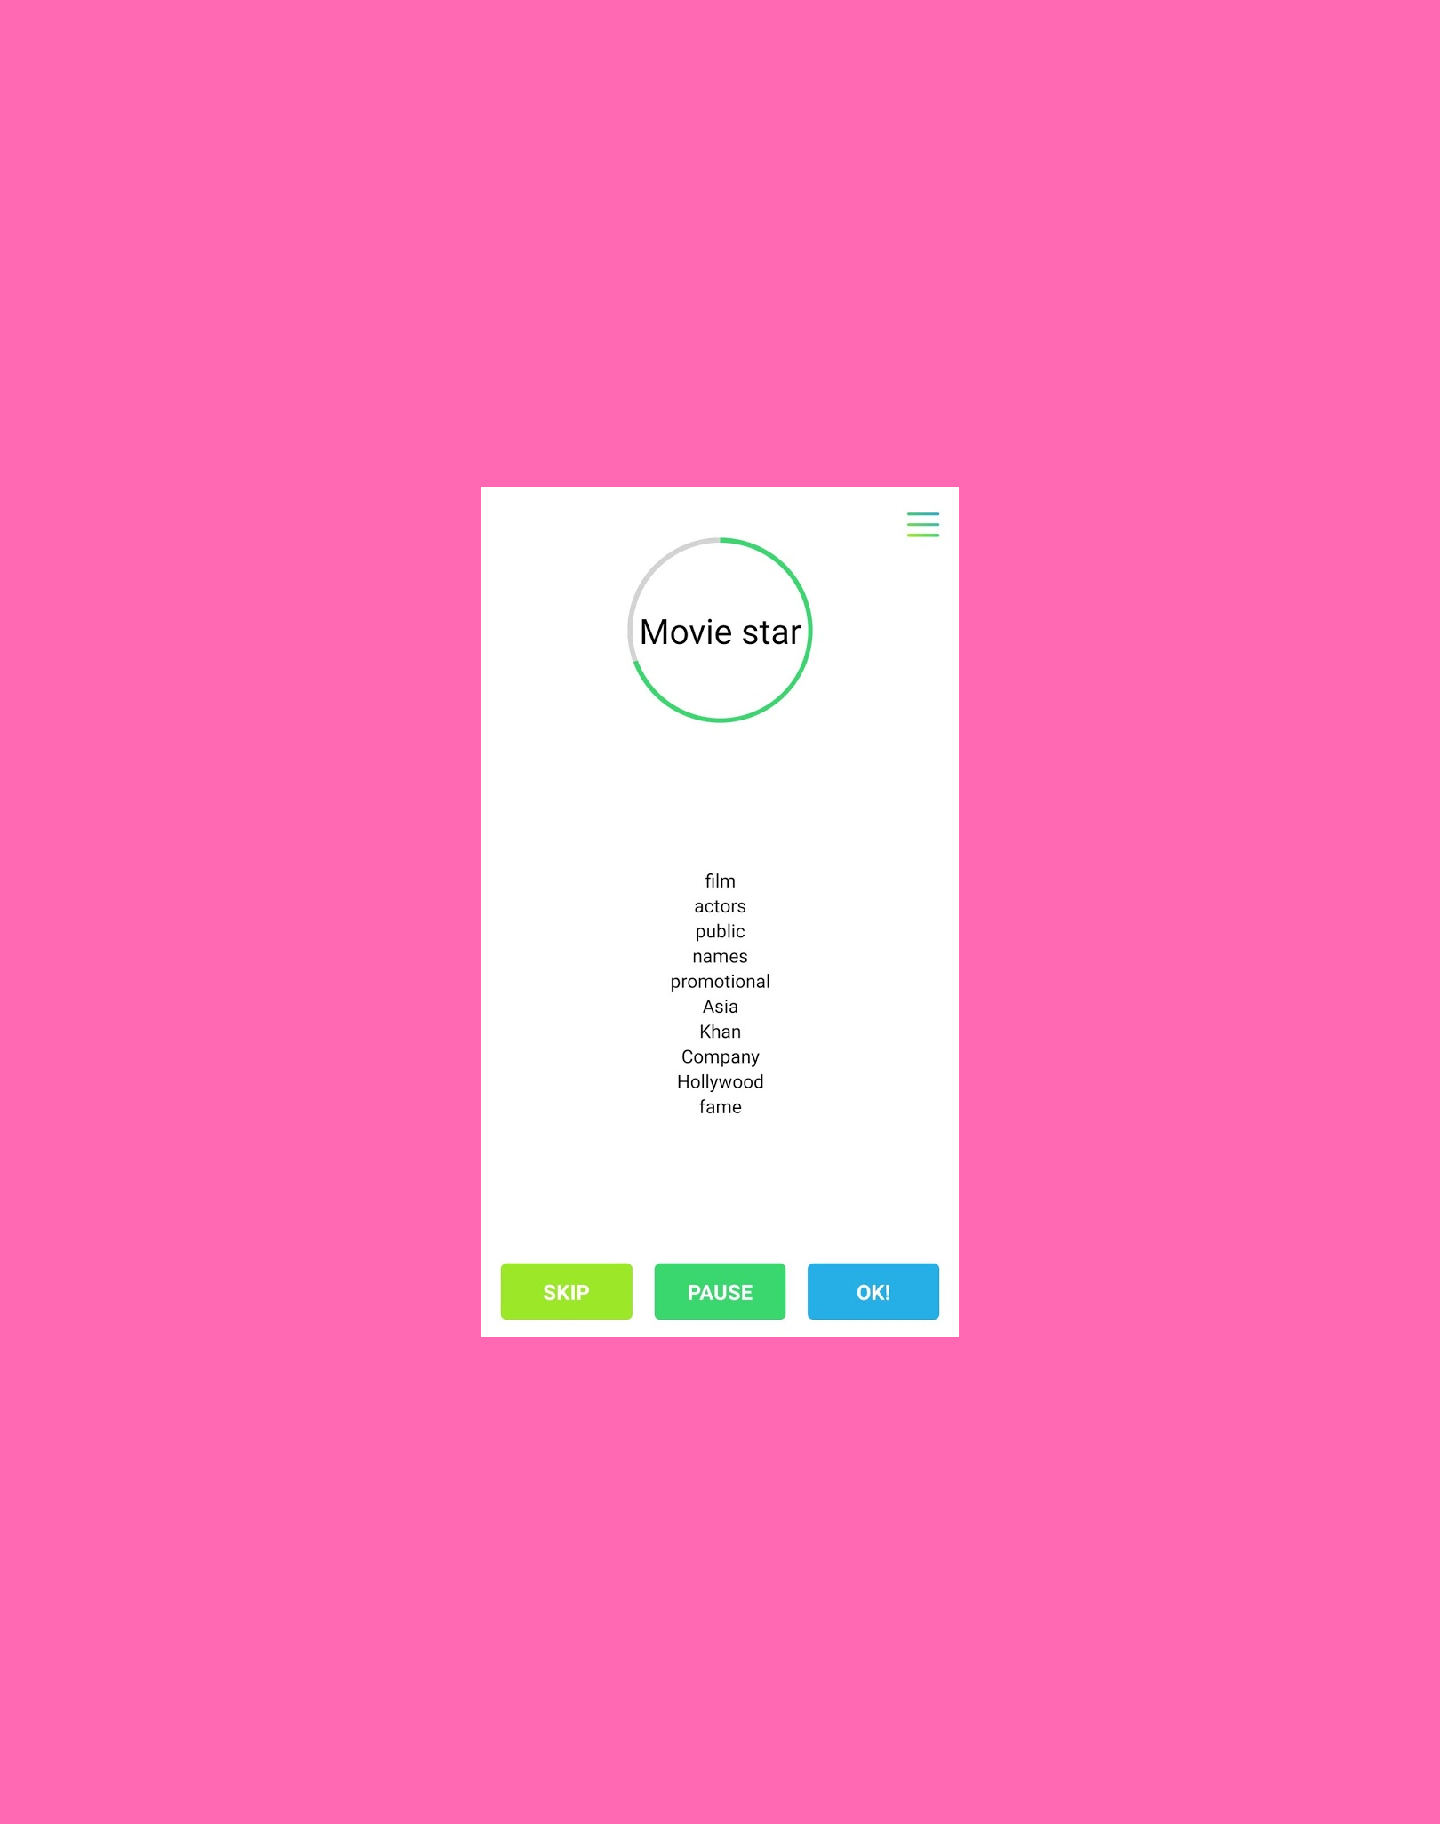 Movie star
film
actors
public
names
promotional
Asia
Khan
Company
Hollywood
fame
SKIP
PAUSE
OK!